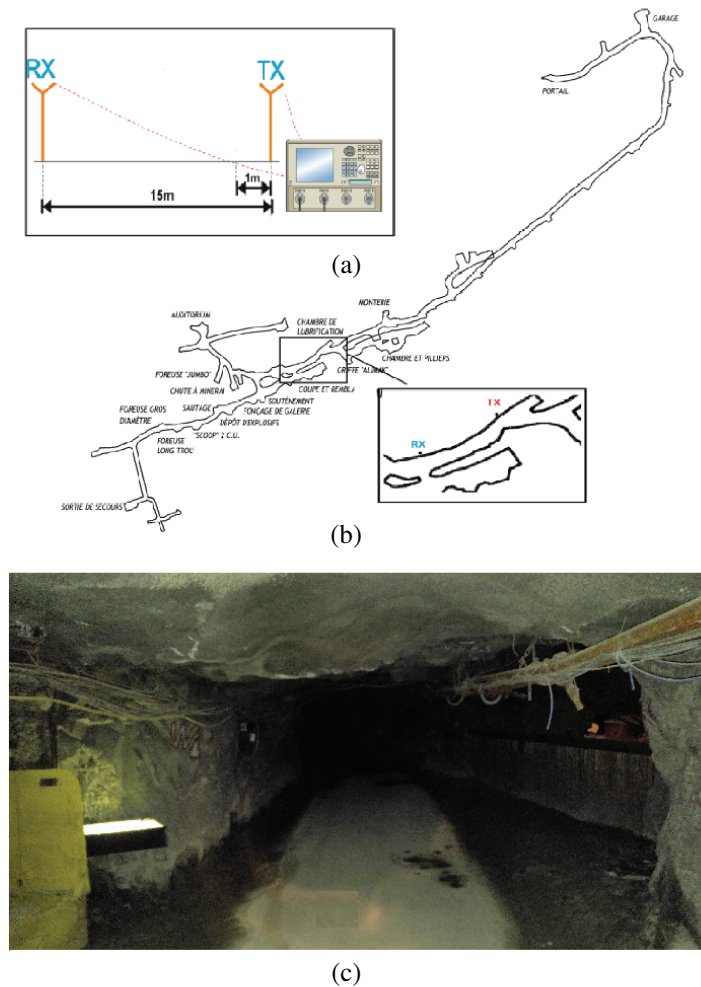 RX
TX
1m
15m
(a)
GARAGE
PORTAIL
MONTERIE
AUDITORIUM
CHAMBRE DE
LUBRIFICATION
CHAMBRE ET PILLIEPS
GRIFFE "ALIMAK"
FOREUSE "JUMBO"
CHUTE À MINERAI
COUPE ET REMBLA
SOUTÈNEMENT
SAUTAGE
FONÇAGE DE GALERIE
FOREUSE GROS
DIAMÈTRE
DÉPÔT D'EXPLOSIFS
"SCOOP" 2 C.U.
FOREUSE
LONG TROU
SORTIE DE SECOURS
TX
RX
(b)
(c)